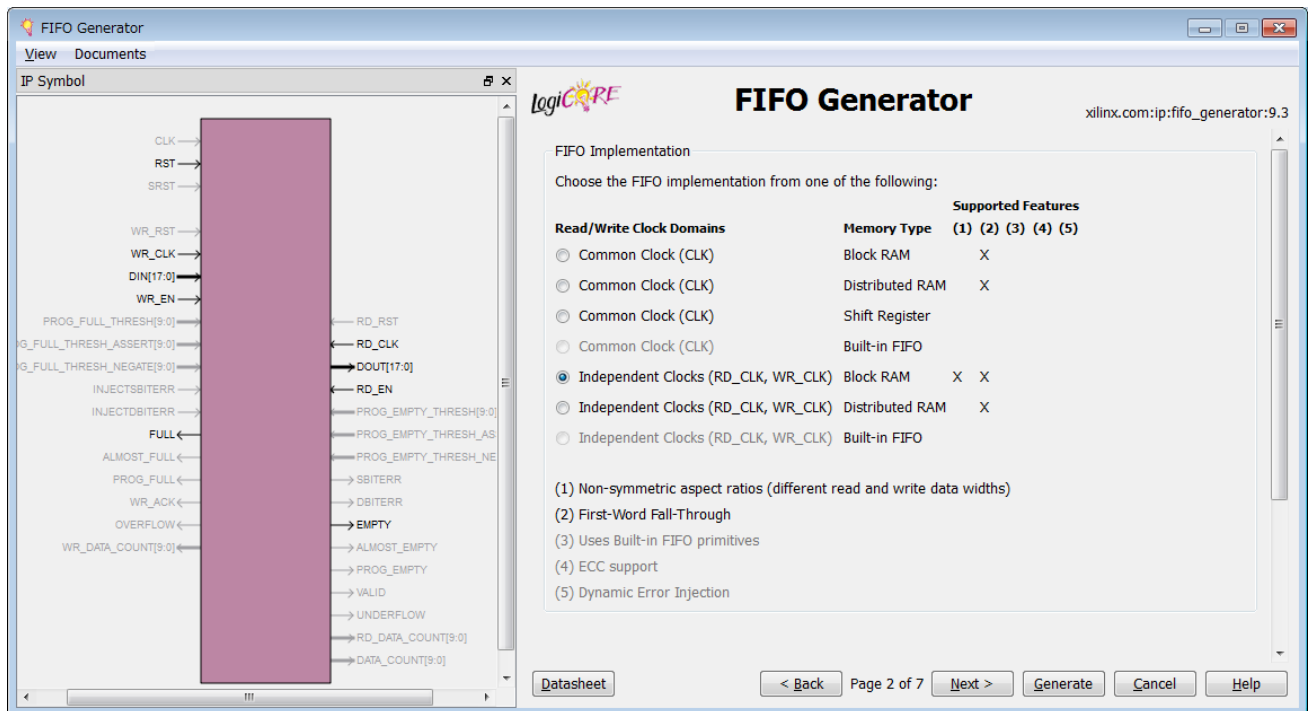 FIFO Generator
View Documents
IP Symbol
CLK
RST
SRST
WR_RST
WR_CLK
DIN[17:0]
WR_EN
PROG_FULL_THRESH[9:0]
RD_RST
G_FULL_THRESH_ASSERT[9:0]
RD_CLK
G_FULL_THRESH_NEGATE[9:0]
DOUT[17:0]
INJECTSBITERR
RD_EN
INJECTDBITERR
PROG_EMPTY_THRESH[9:0]
FULL
PROG_EMPTY_THRESH_AS
ALMOST_FULL
PROG_EMPTY_THRESH_NE
PROG_FULL
SBITERR
WR_ACK
DBITERR
OVERFLOW
EMPTY
WR_DATA_COUNT[9:0]
ALMOST_EMPTY
PROG_EMPTY
VALID
UNDERFLOW
RD_DATA_COUNT[9:0]
DATA_COUNT[9:0]
LogiCORE
FIFO Generator
xilinx.com:ip:fifo_generator:9.3
FIFO Implementation
Choose the FIFO implementation from one of the following:
Supported Features
Read/Write Clock Domains Memory Type (1) (2) (3) (4) (5)
Common Clock (CLK) Block RAM X
Common Clock (CLK) Distributed RAM X
Common Clock (CLK) Shift Register
Common Clock (CLK) Built-in FIFO
Independent Clocks (RD_CLK, WR_CLK) Block RAM X X
Independent Clocks (RD_CLK, WR_CLK) Distributed RAM X
Independent Clocks (RD_CLK, WR_CLK) Built-in FIFO
(1) Non-symmetric aspect ratios (different read and write data widths)
(2) First-Word Fall-Through
(3) Uses Built-in FIFO primitives
(4) ECC support
(5) Dynamic Error Injection
Datasheet < Back Page 2 of 7 Next > Generate Cancel Help